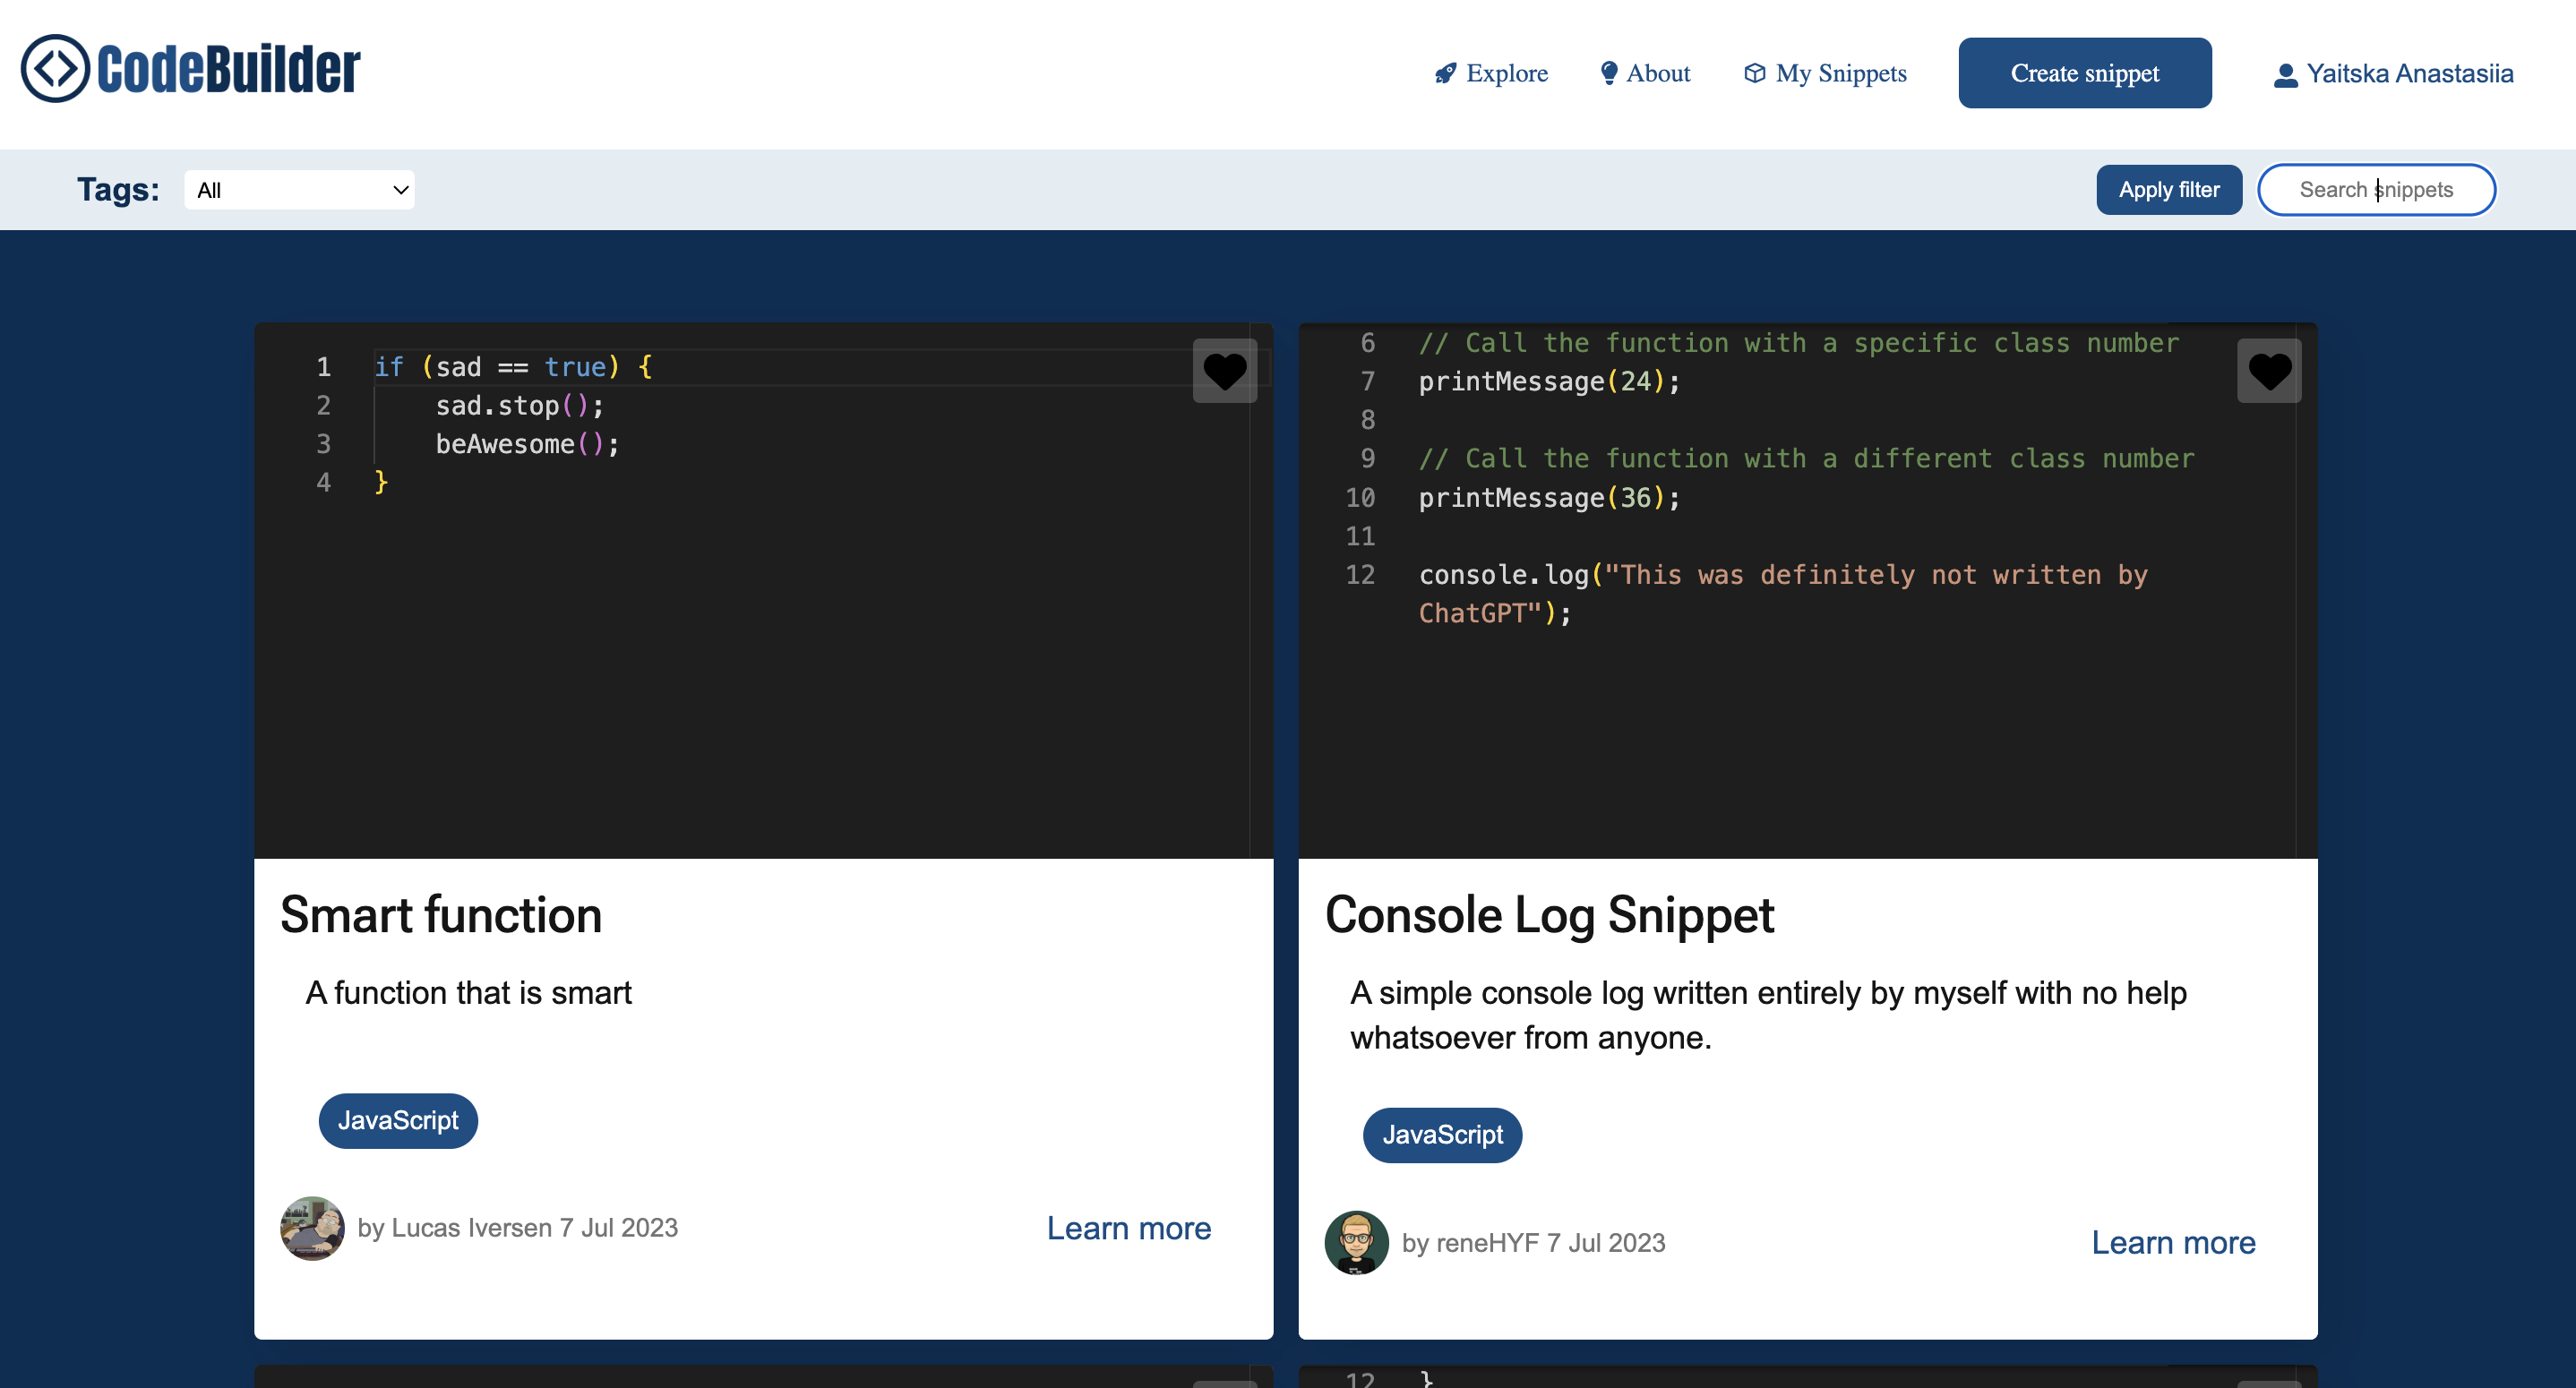 CodeBuilder
Explore
About
My Snippets
Create snippet
Yaitska Anastasiia
Tags:
All
Apply filter
Search snippets
1 if (sad == true) {
2 sad.stop();
3 beAwesome();
4 }
Smart function
A function that is smart
JavaScript
by Lucas Iversen 7 Jul 2023
Learn more
6 // Call the function with a specific class number
7 printMessage(24);
8
9 // Call the function with a different class number
10 printMessage(36);
11
12 console.log("This was definitely not written by
ChatGPT");
Console Log Snippet
A simple console log written entirely by myself with no help
whatsoever from anyone.
JavaScript
by reneHYF 7 Jul 2023
Learn more
12 }